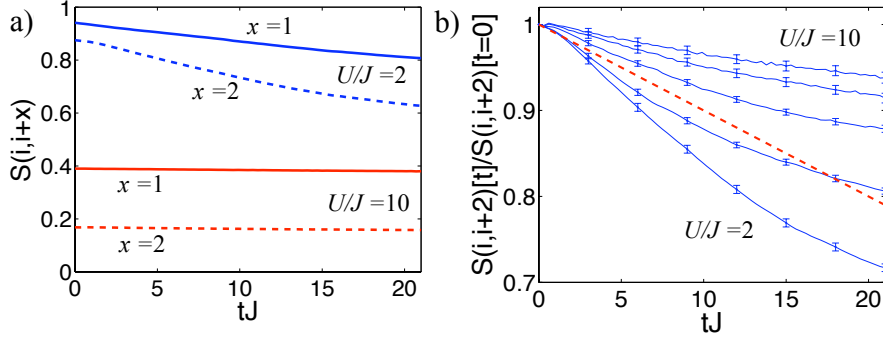 a)
S(i,i+x)
1
0.8
0.6
0.4
0.2
0
x=1
x=2
U/J =2
x=1
U/J =10
x=2
0 5 10 15 20
tJ
b)
S(i,i+2)[t]/S(i,i+2)[t=0]
1
0.9
0.8
0.7
U/J =10
U/J =2
0 5 10 15 20
tJ